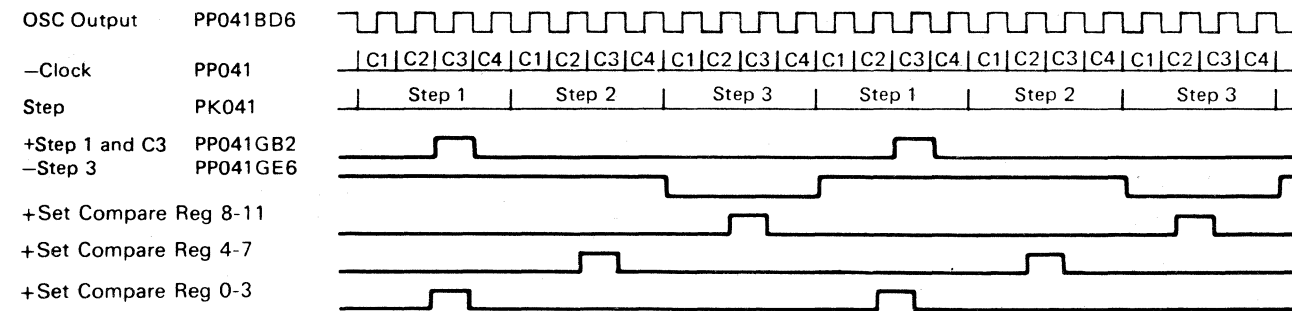 OSC Output PP041BD6
—Clock PP041 C1 C2 C3 C4 C1 C2 C3 C4 C1 C2 C3 C4 C1 C2 C3 C4 C1 C2 C3 C4 C1 C2 C3 C4
Step PK041 Step 1 Step 2 Step 3 Step 1 Step 2 Step 3
+Step 1 and C3 PP041GB2
—Step 3 PP041GE6
+Set Compare Reg 8-11
+Set Compare Reg 4-7
+Set Compare Reg 0-3